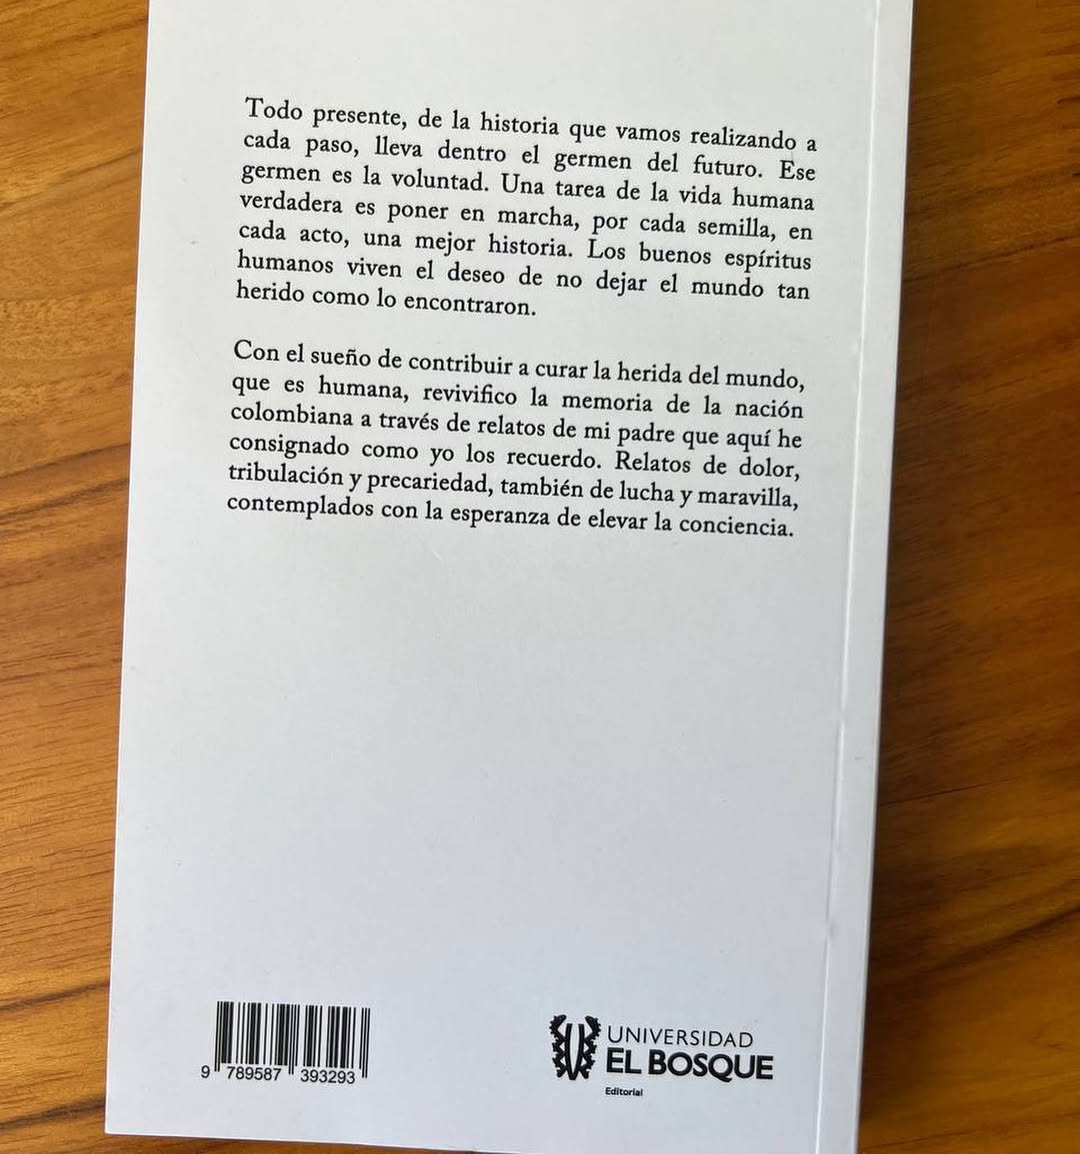 Todo presente, de la historia que vamos realizando a
cada paso, lleva dentro el germen del futuro. Ese
germen es la voluntad. Una tarea de la vida humana
verdadera es poner en marcha, por cada semilla, en
cada acto, una mejor historia. Los buenos espíritus
humanos viven el deseo de no dejar el mundo tan
herido como lo encontraron.
Con el sueño de contribuir a curar la herida del mundo,
que es humana, revivifico la memoria de la nación
colombiana a través de relatos de mi padre que aquí he
consignado como yo los recuerdo. Relatos de dolor,
tribulación y precariedad, también de lucha y maravilla,
contemplados con la esperanza de elevar la conciencia.
9 789587 393293
UNIVERSIDAD
EL BOSQUE
Editorial